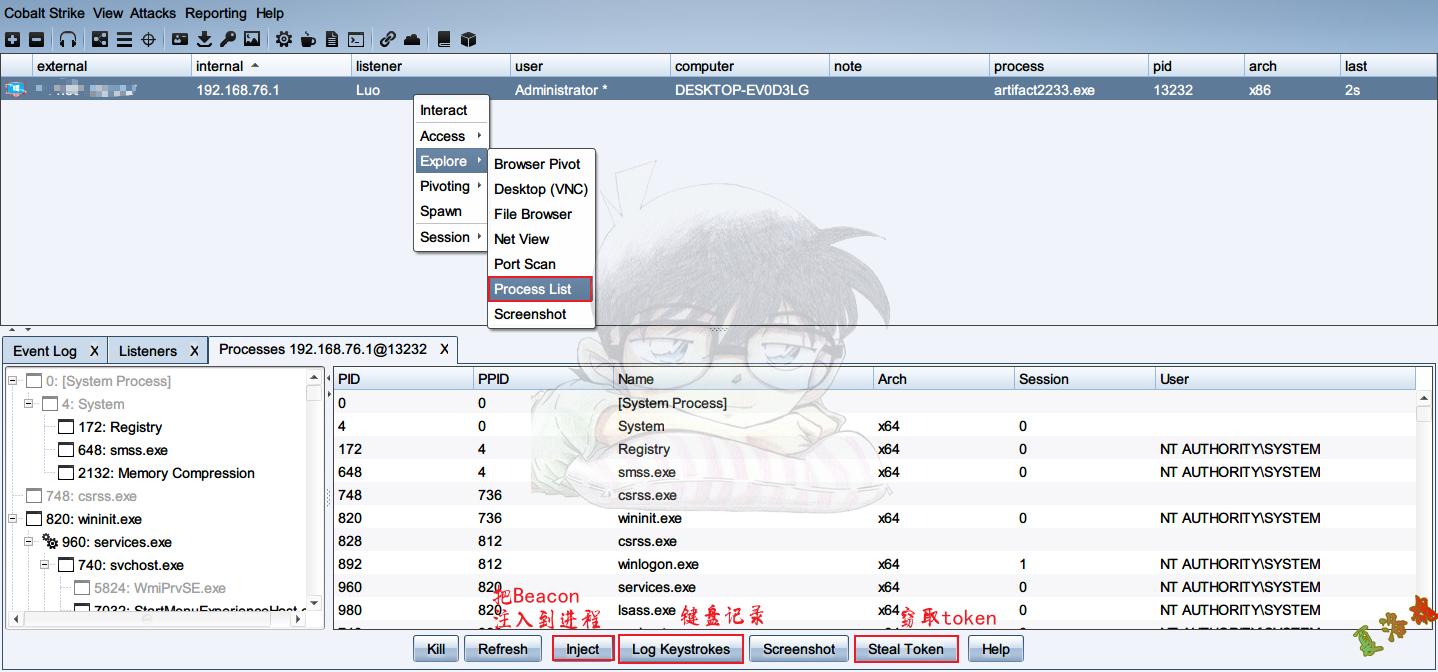 Cobalt Strike View Attacks Reporting Help
external internal listener user computer note process pid arch last
192.168.76.1 Luo Administrator * DESKTOP-EV0D3LG artifact2233.exe 13232 x86 2s
Interact
Access
Explore
Pivoting
Spawn
Session
Browser Pivot
Desktop (VNC)
File Browser
Net View
Port Scan
Process List
Screenshot
Event Log X Listeners X Processes 192.168.76.1@13232 X
0: [System Process]
4: System
172: Registry
648: smss.exe
2132: Memory Compression
748: csrss.exe
820: wininit.exe
960: services.exe
740: svchost.exe
5824: WmiPrvSE.exe
PID PPID Name Arch Session User
0 0 [System Process]
4 0 System x64 0
172 4 Registry x64 0 NT AUTHORITY\SYSTEM
648 4 smss.exe x64 0 NT AUTHORITY\SYSTEM
748 736 csrss.exe
820 736 wininit.exe x64 0 NT AUTHORITY\SYSTEM
828 812 csrss.exe
892 812 winlogon.exe x64 1 NT AUTHORITY\SYSTEM
960 820 services.exe x64 0 NT AUTHORITY\SYSTEM
980 820 lsass.exe x64 0 NT AUTHORITY\SYSTEM
把Beacon
注入到进程
键盘记录
窃取token
Kill Refresh Inject Log Keystrokes Screenshot Steal Token Help